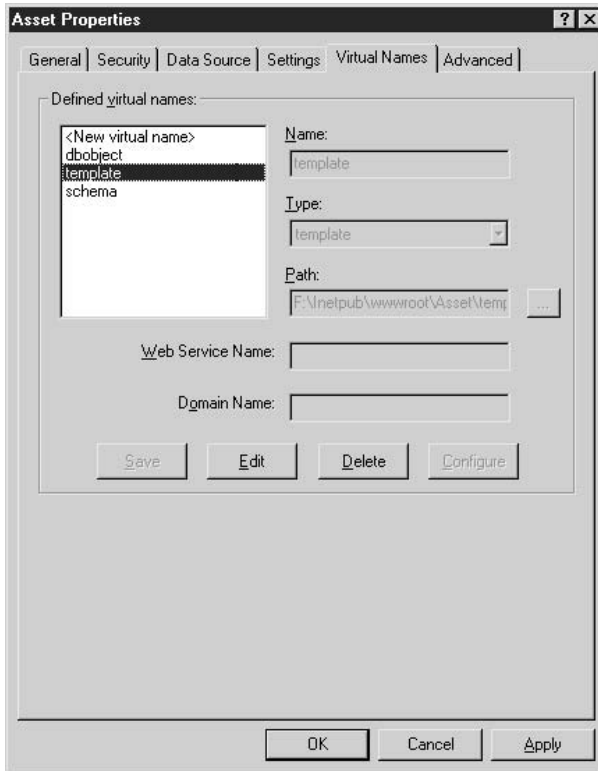 Asset Properties
General Security Data Source Settings Virtual Names Advanced
Defined virtual names:
<New virtual name>
dbobject
template
schema
Name:
template
Type:
template
Path:
F:\Inetpub\wwwroot\Asset\temp
...
Web Service Name:
Domain Name:
Save Edit Delete Configure
OK Cancel Apply